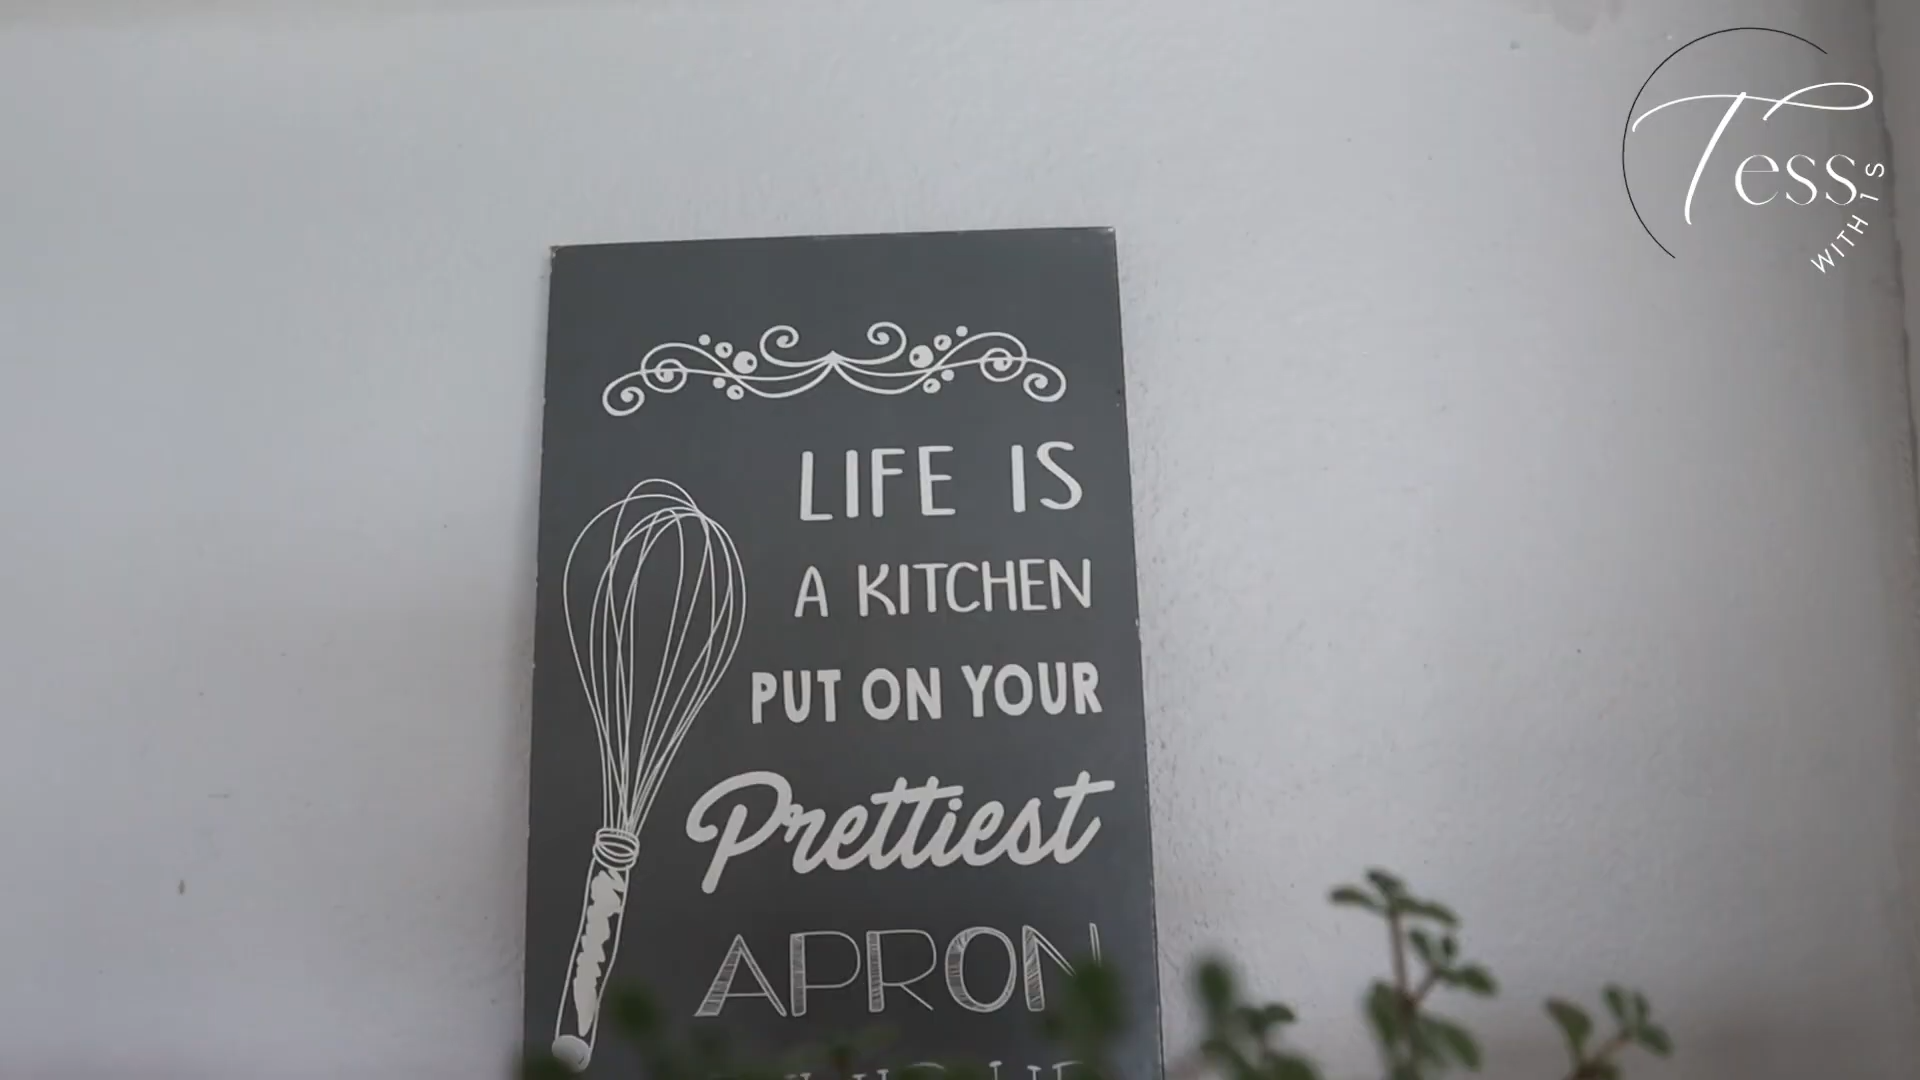 Tess
WITH 1 S
LIFE IS
A KITCHEN
PUT ON YOUR
Prettiest
APRON